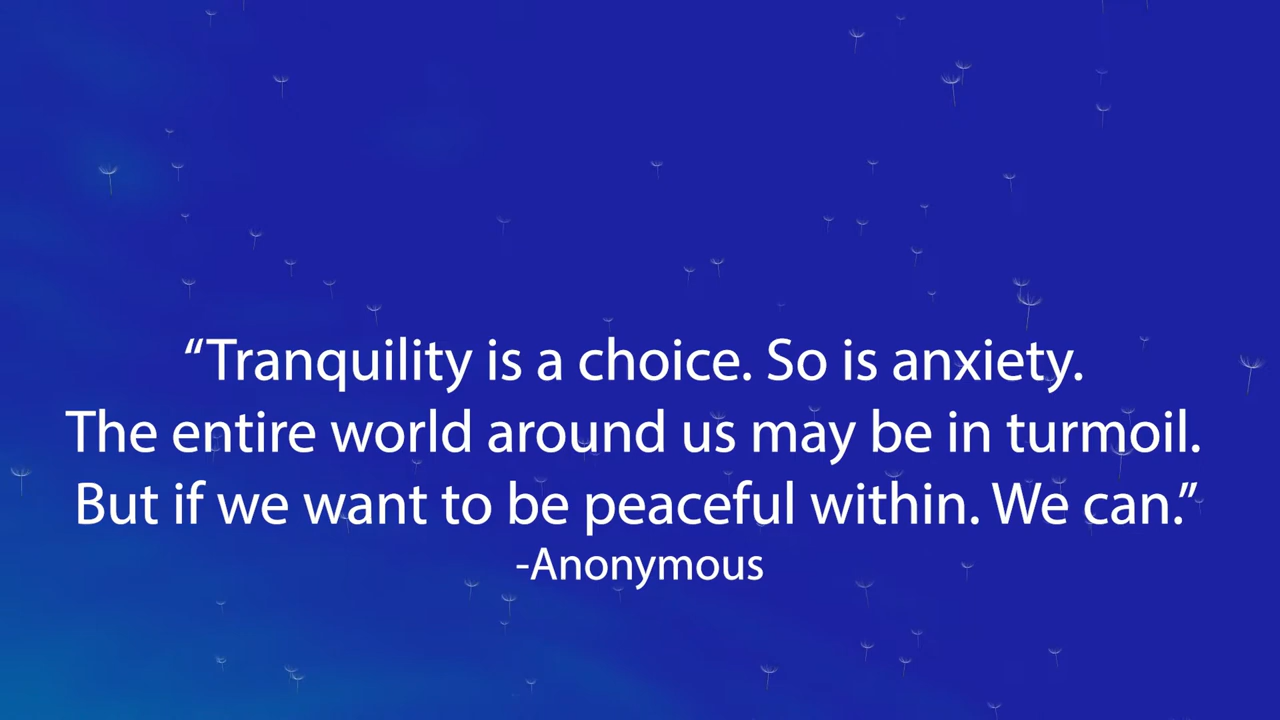 “Tranquility is a choice. So is anxiety.
The entire world around us may be in turmoil.
But if we want to be peaceful within. We can.”
-Anonymous